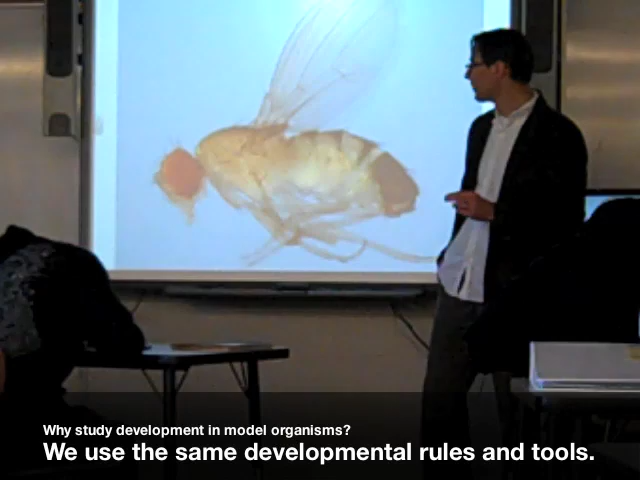 Why study development in model organisms?
We use the same developmental rules and tools.